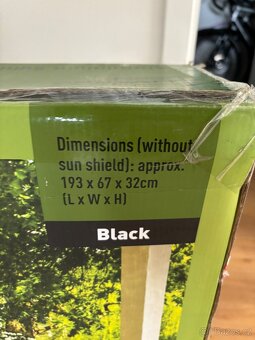 Dimensions (without
sun shield): approx.
193 x 67 x 32cm
(L x W x H)
Black